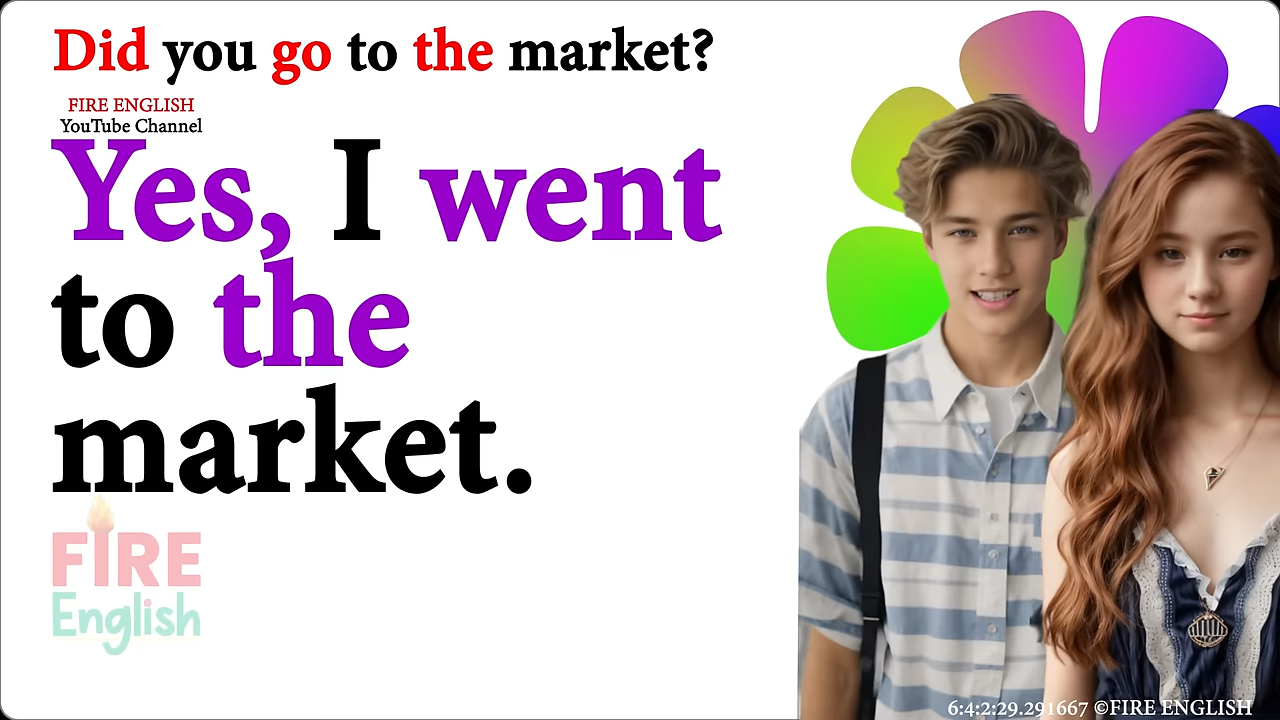 Did you go to the market?
FIRE ENGLISH
YouTube Channel
Yes, I went
to the
market.
FIRE
English
6:4:2:29.291667 ©FIRE ENGLISH